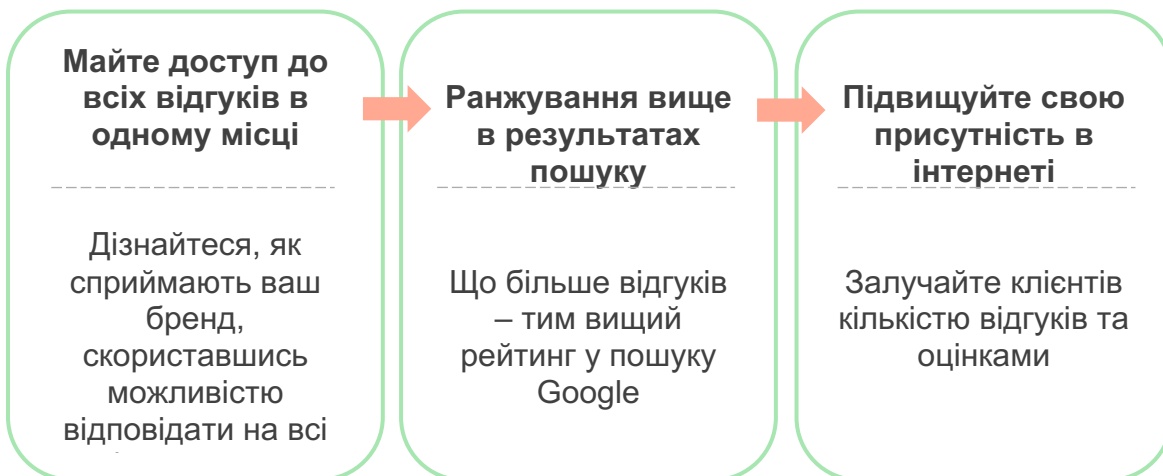 Майте доступ до
всіх відгуків в
одному місці
Дізнайтеся, як
сприймають ваш
бренд,
скориставшись
можливістю
відповідати на всі
Ранжування вище
в результатах
пошуку
Що більше відгуків
– тим вищий
рейтинг у пошуку
Google
Підвищуйте свою
присутність в
інтернеті
Залучайте клієнтів
кількістю відгуків та
оцінками